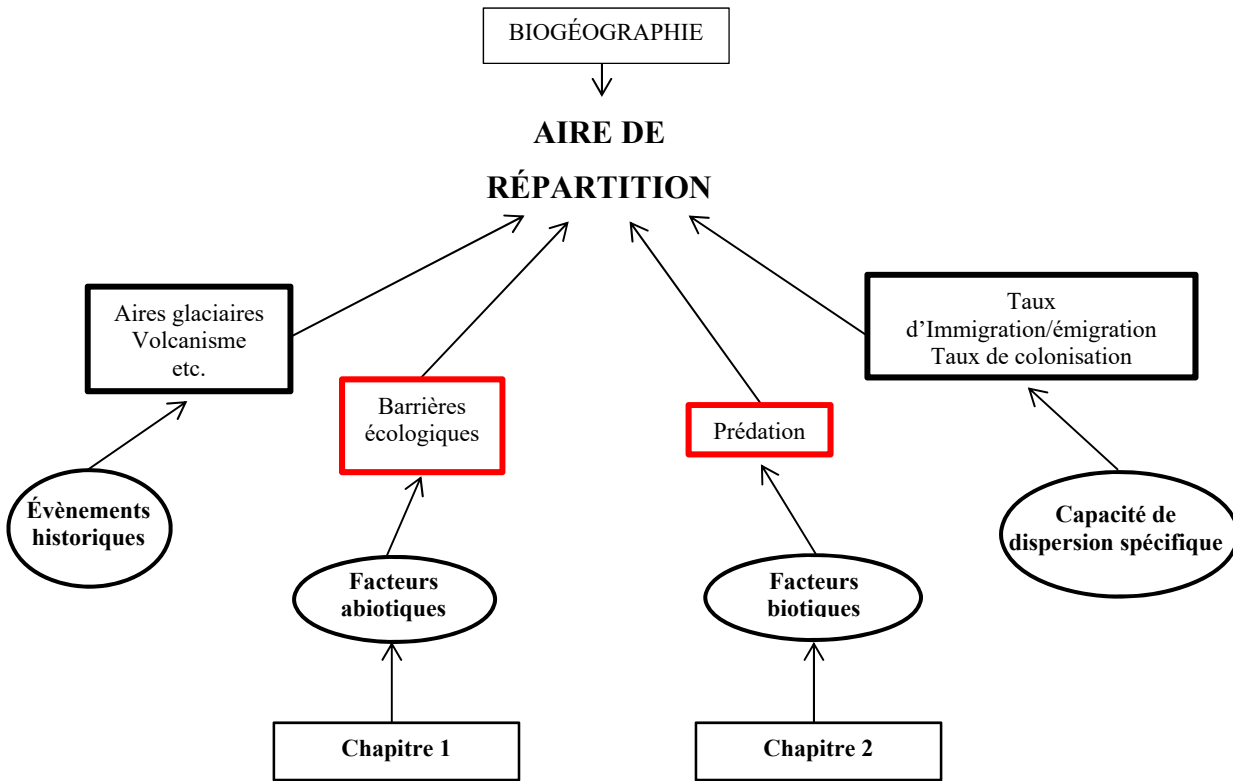 BIOGÉOGRAPHIE
AIRE DE
RÉPARTITION
Aires glaciaires
Volcanisme
etc.
Barrières
écologiques
Prédation
Taux
d’Immigration/émigration
Taux de colonisation
Évènements
historiques
Facteurs
abiotiques
Facteurs
biotiques
Capacité de
dispersion spécifique
Chapitre 1
Chapitre 2